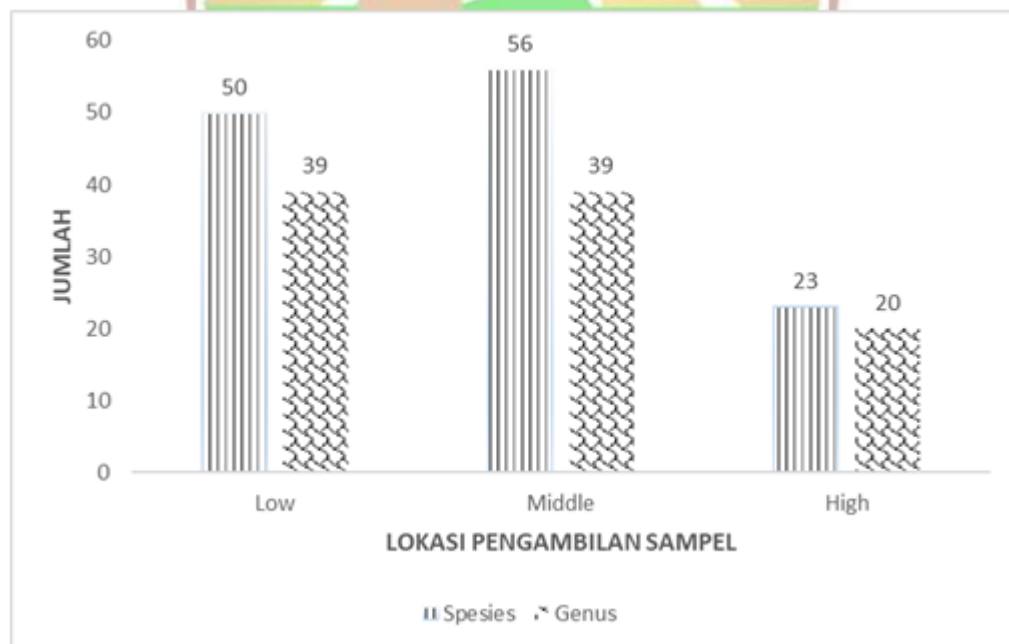 60
50
40
30
20
10
0
JUMLAH
50
39
56
39
23
20
Low
Middle
High
LOKASI PENGAMBILAN SAMPEL
Spesies
Genus